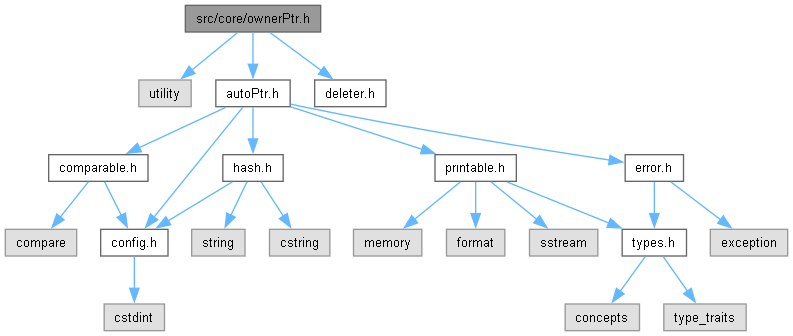 src/core/ownerPtr.h
utility
autoPtr.h
deleter.h
comparable.h
hash.h
printable.h
error.h
compare
config.h
string
cstring
memory
format
sstream
types.h
exception
cstdint
concepts
type_traits